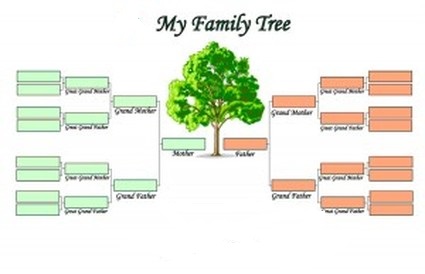 My Family Tree
Great Grand Mother
Great Grand Mother
Grand Mother
Grand Mother
Great Grand Father
Great Grand Father
Mother
Father
Great Grand Mother
Great Grand Mother
Grand Father
Grand Father
Great Grand Father
Great Grand Father